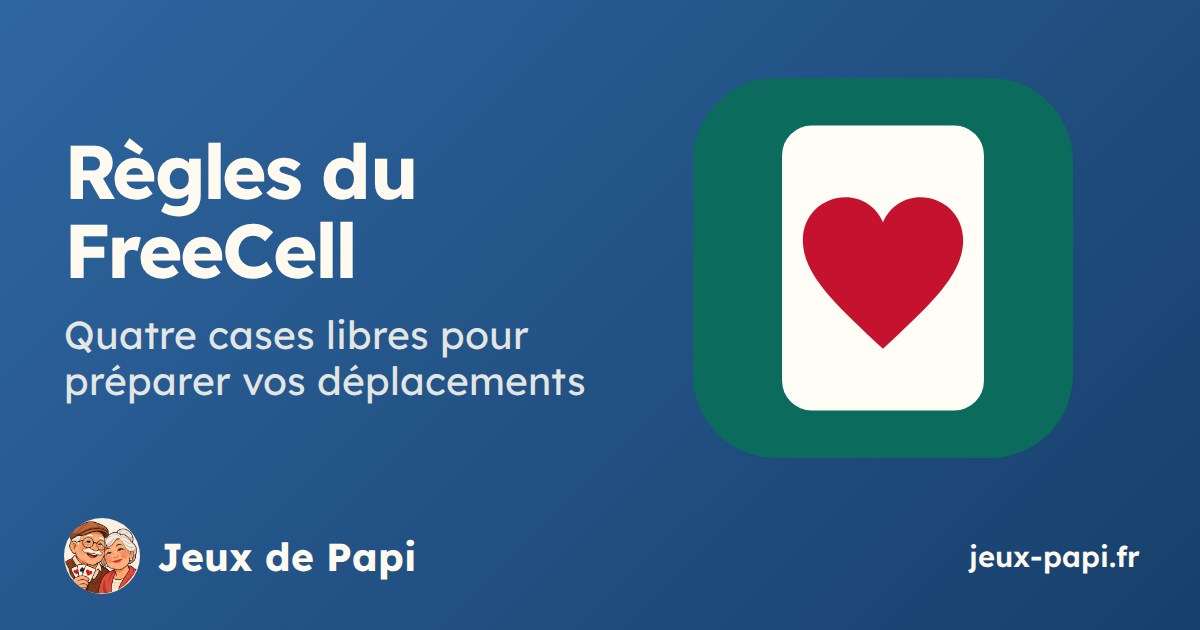 Règles du
FreeCell
Quatre cases libres pour
préparer vos déplacements
Jeux de Papi
jeux-papi.fr